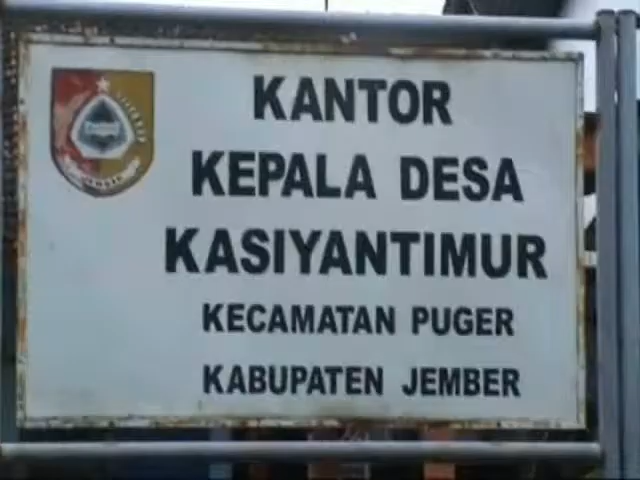 KANTOR
KEPALA DESA
KASIYANTIMUR
KECAMATAN PUGER
KABUPATEN JEMBER